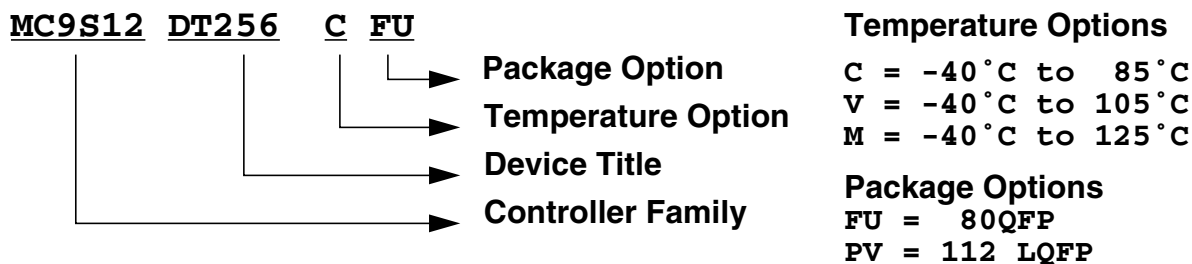 MC9S12 DT256 C FU
Package Option
Temperature Option
Device Title
Controller Family
Temperature Options
C = -40˚C to 85˚C
V = -40˚C to 105˚C
M = -40˚C to 125˚C
Package Options
FU = 80QFP
PV = 112 LQFP